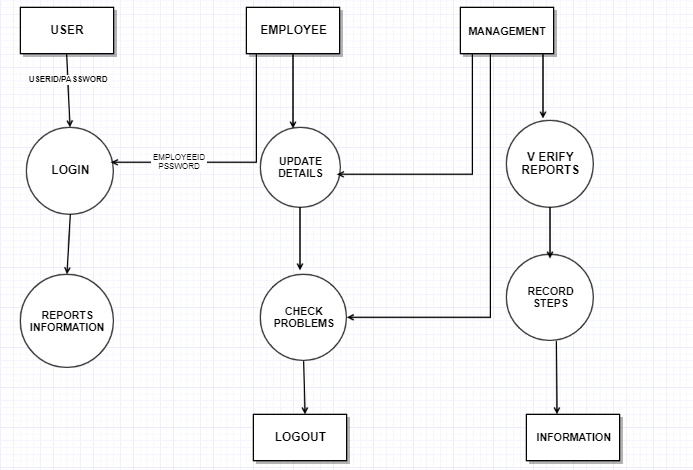 USER
EMPLOYEE
MANAGEMENT
USERID/PASSWORD
LOGIN
EMPLOYEEID
PSSWORD
UPDATE
DETAILS
V ERIFY
REPORTS
REPORTS
INFORMATION
CHECK
PROBLEMS
RECORD
STEPS
LOGOUT
INFORMATION